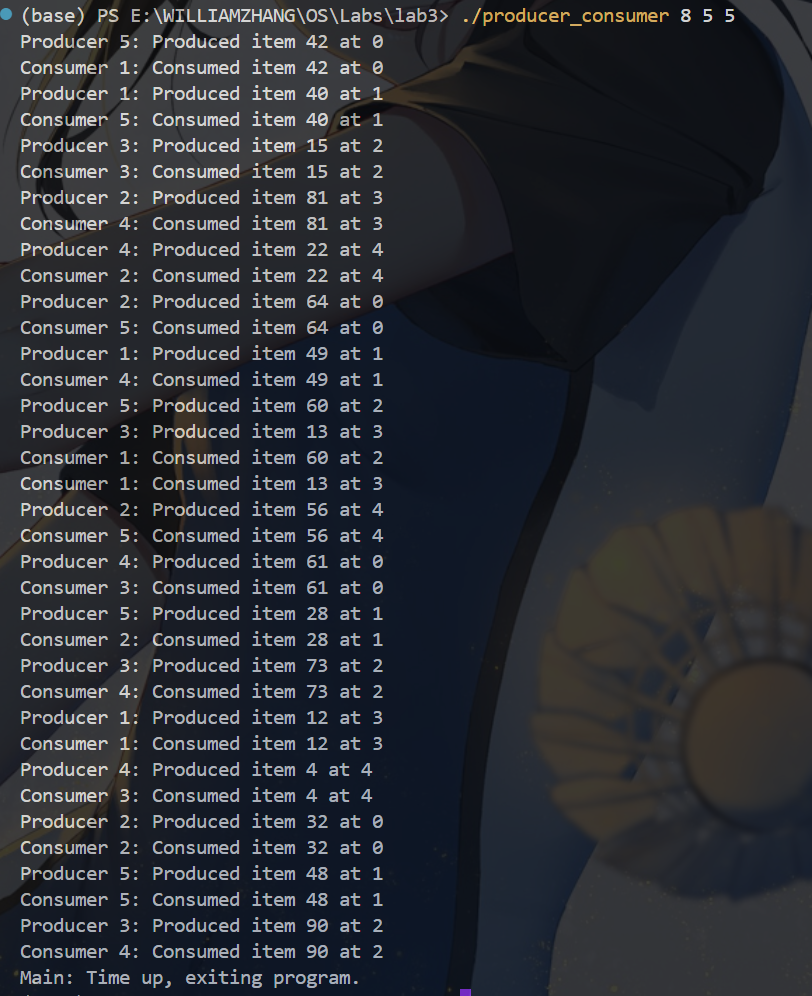 (base) PS E:\WILLIAMZHANG\OS\Labs\lab3> ./producer_consumer 8 5 5
Producer 5: Produced item 42 at 0
Consumer 1: Consumed item 42 at 0
Producer 1: Produced item 40 at 1
Consumer 5: Consumed item 40 at 1
Producer 3: Produced item 15 at 2
Consumer 3: Consumed item 15 at 2
Producer 2: Produced item 81 at 3
Consumer 4: Consumed item 81 at 3
Producer 4: Produced item 22 at 4
Consumer 2: Consumed item 22 at 4
Producer 2: Produced item 64 at 0
Consumer 5: Consumed item 64 at 0
Producer 1: Produced item 49 at 1
Consumer 4: Consumed item 49 at 1
Producer 5: Produced item 60 at 2
Producer 3: Produced item 13 at 3
Consumer 1: Consumed item 60 at 2
Consumer 1: Consumed item 13 at 3
Producer 2: Produced item 56 at 4
Consumer 5: Consumed item 56 at 4
Producer 4: Produced item 61 at 0
Consumer 3: Consumed item 61 at 0
Producer 5: Produced item 28 at 1
Consumer 2: Consumed item 28 at 1
Producer 3: Produced item 73 at 2
Consumer 4: Consumed item 73 at 2
Producer 1: Produced item 12 at 3
Consumer 1: Consumed item 12 at 3
Producer 4: Produced item 4 at 4
Consumer 3: Consumed item 4 at 4
Producer 2: Produced item 32 at 0
Consumer 2: Consumed item 32 at 0
Producer 5: Produced item 48 at 1
Consumer 5: Consumed item 48 at 1
Producer 3: Produced item 90 at 2
Consumer 4: Consumed item 90 at 2
Main: Time up, exiting program.